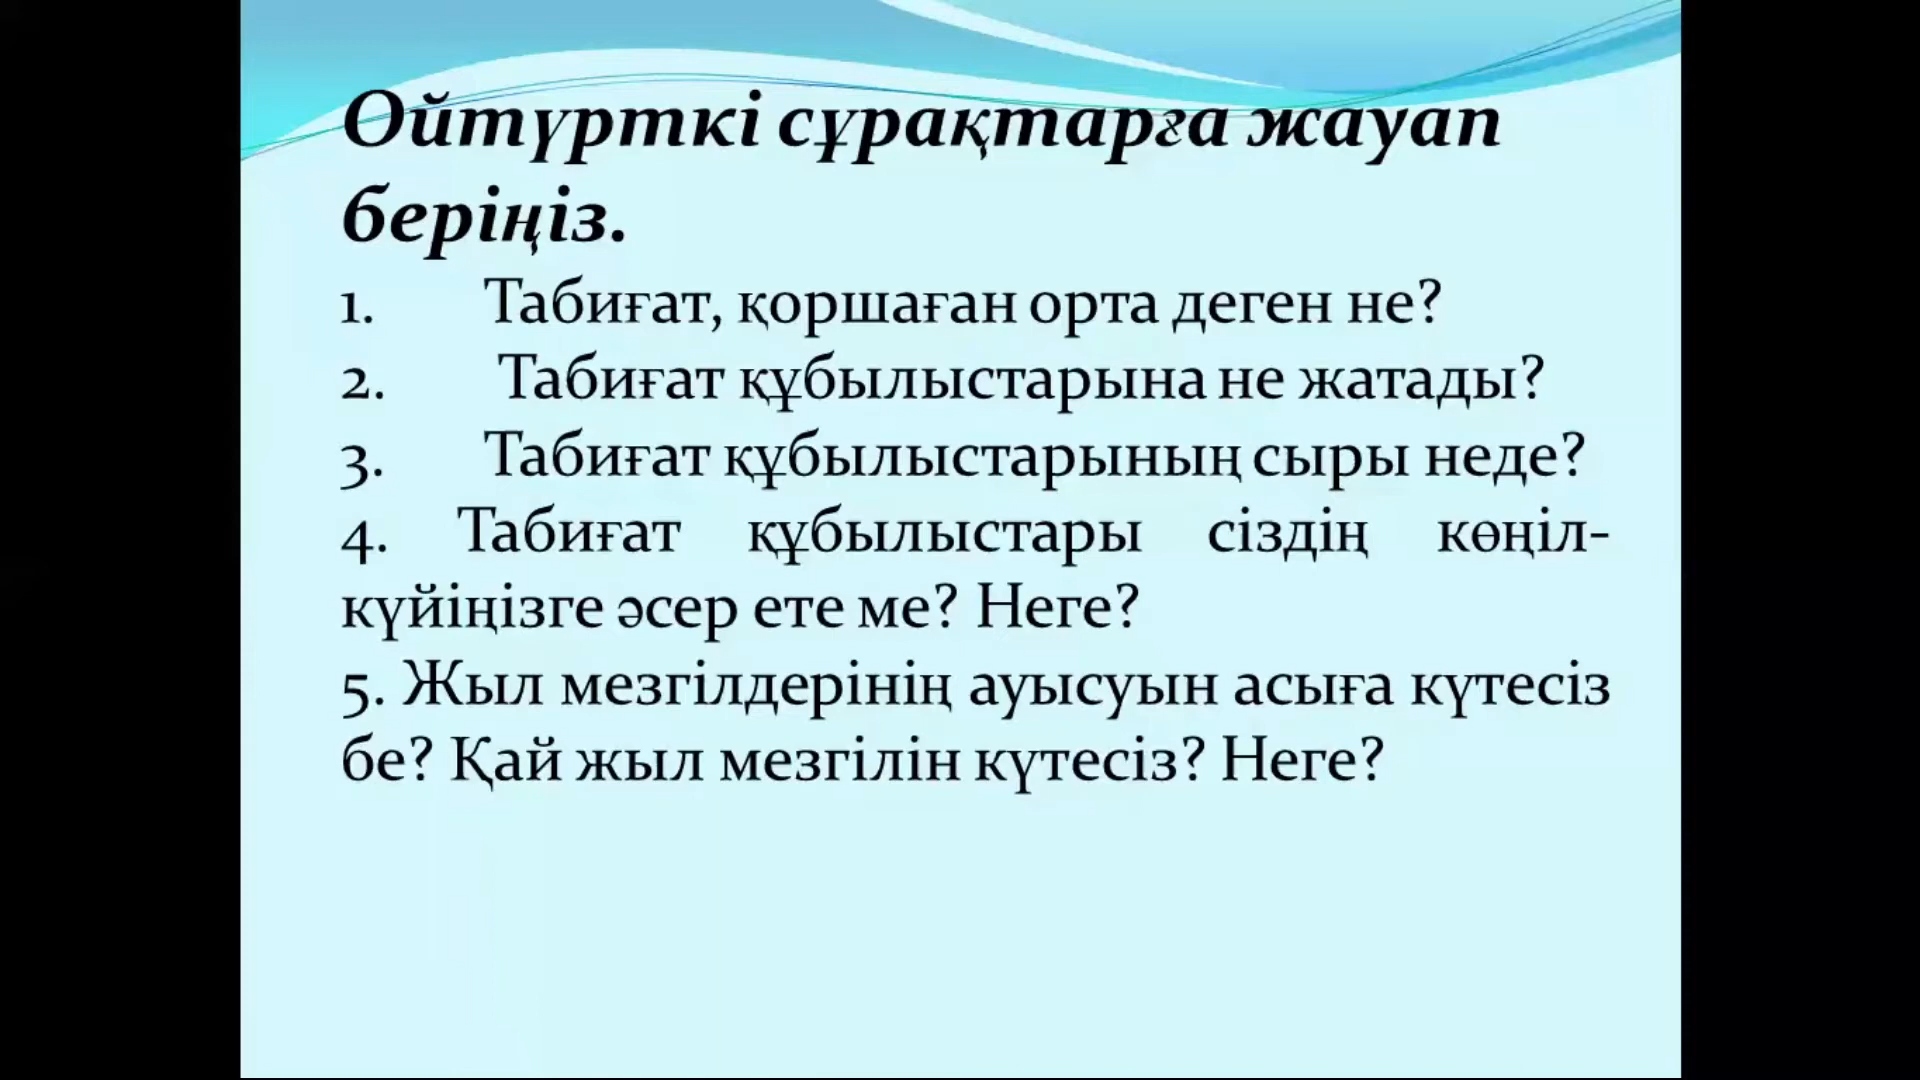 Ойтүрткі сұрақтарға жауап
беріңіз.
1. Табиғат, қоршаған орта деген не?
2. Табиғат құбылыстарына не жатады?
3. Табиғат құбылыстарының сыры неде?
4. Табиғат құбылыстары сіздің көңіл-
күйіңізге әсер ете ме? Неге?
5. Жыл мезгілдерінің ауысуын асыға күтесіз
бе? Қай жыл мезгілін күтесіз? Неге?